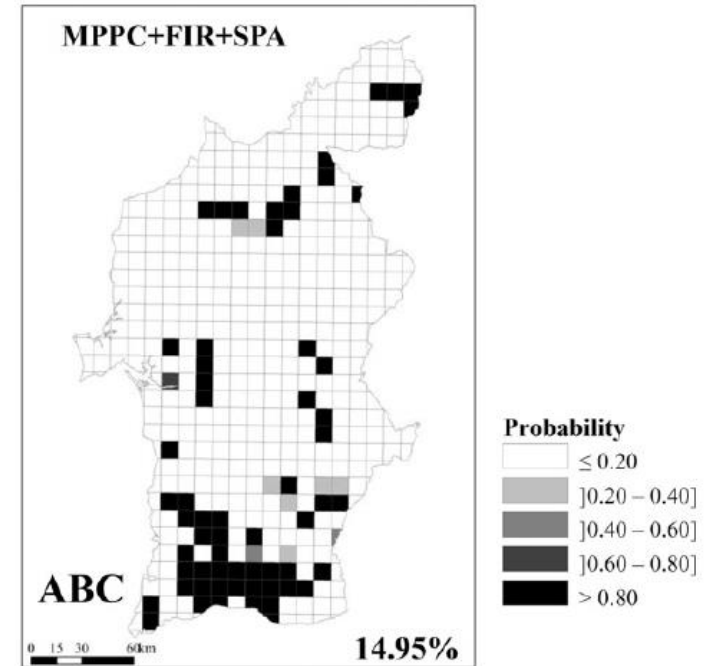 MPPC+FIR+SPA
Probability
≤ 0.20
]0.20 – 0.40]
]0.40 – 0.60]
]0.60 – 0.80]
> 0.80
ABC
0 15 30 60km
14.95%